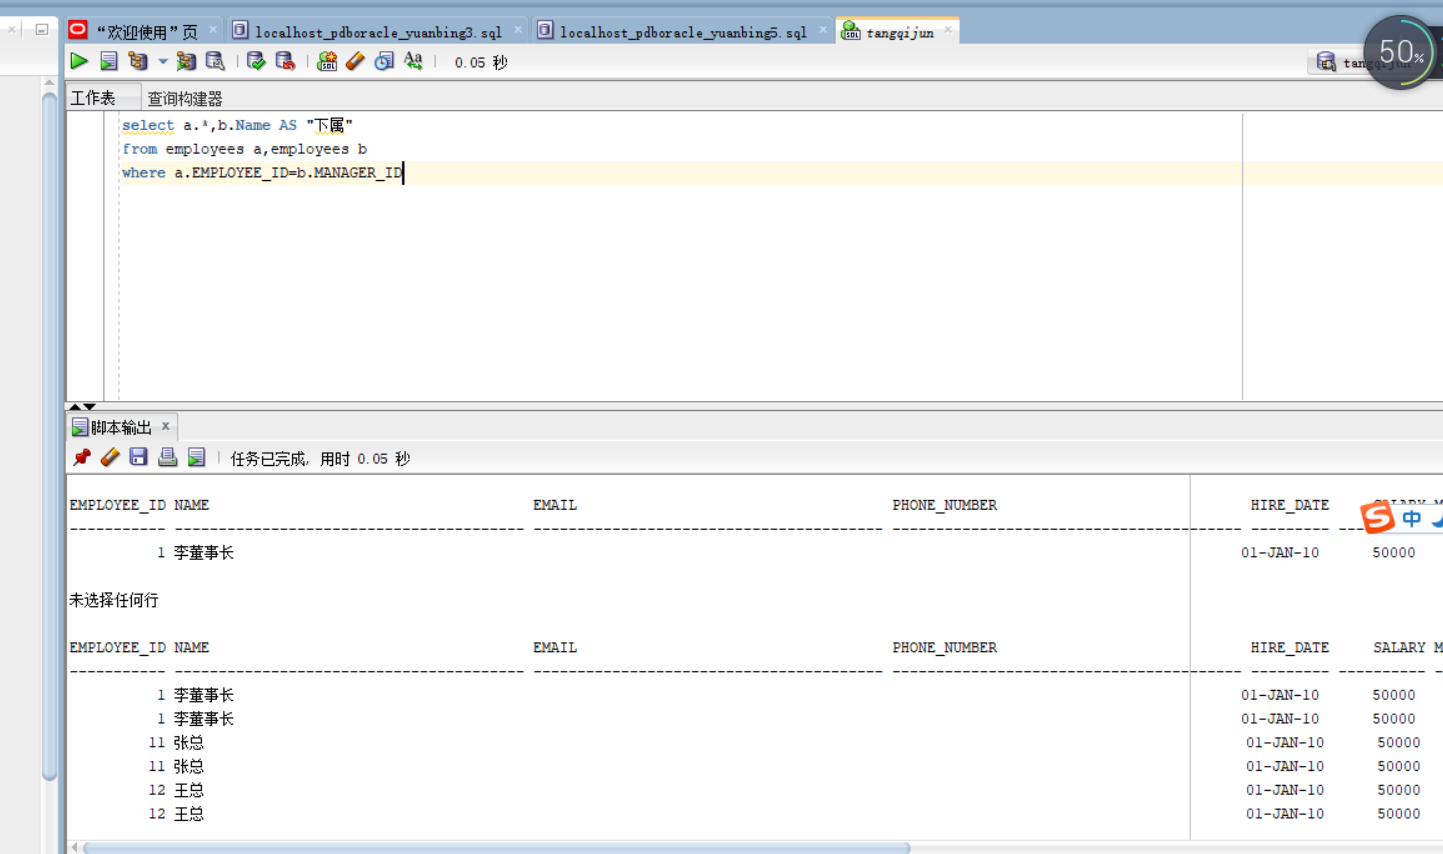 “欢迎使用”页 localhost_pdboracle_yuanbing3.sql localhost_pdboracle_yuanbing5.sql tangqijun
0.05 秒
50%
工作表 查询构建器
select a.*,b.Name AS "下属"
from employees a,employees b
where a.EMPLOYEE_ID=b.MANAGER_ID
脚本输出
任务已完成, 用时 0.05 秒
EMPLOYEE_ID NAME EMAIL PHONE_NUMBER HIRE_DATE
中
----------- ---------------------------------------- ---------------------------------------- ---------------------------------------- ---------
1 李董事长 01-JAN-10 50000
未选择任何行
EMPLOYEE_ID NAME EMAIL PHONE_NUMBER HIRE_DATE SALARY M
----------- ---------------------------------------- ---------------------------------------- ---------------------------------------- --------- ---------- -
1 李董事长 01-JAN-10 50000
1 李董事长 01-JAN-10 50000
11 张总 01-JAN-10 50000
11 张总 01-JAN-10 50000
12 王总 01-JAN-10 50000
12 王总 01-JAN-10 50000